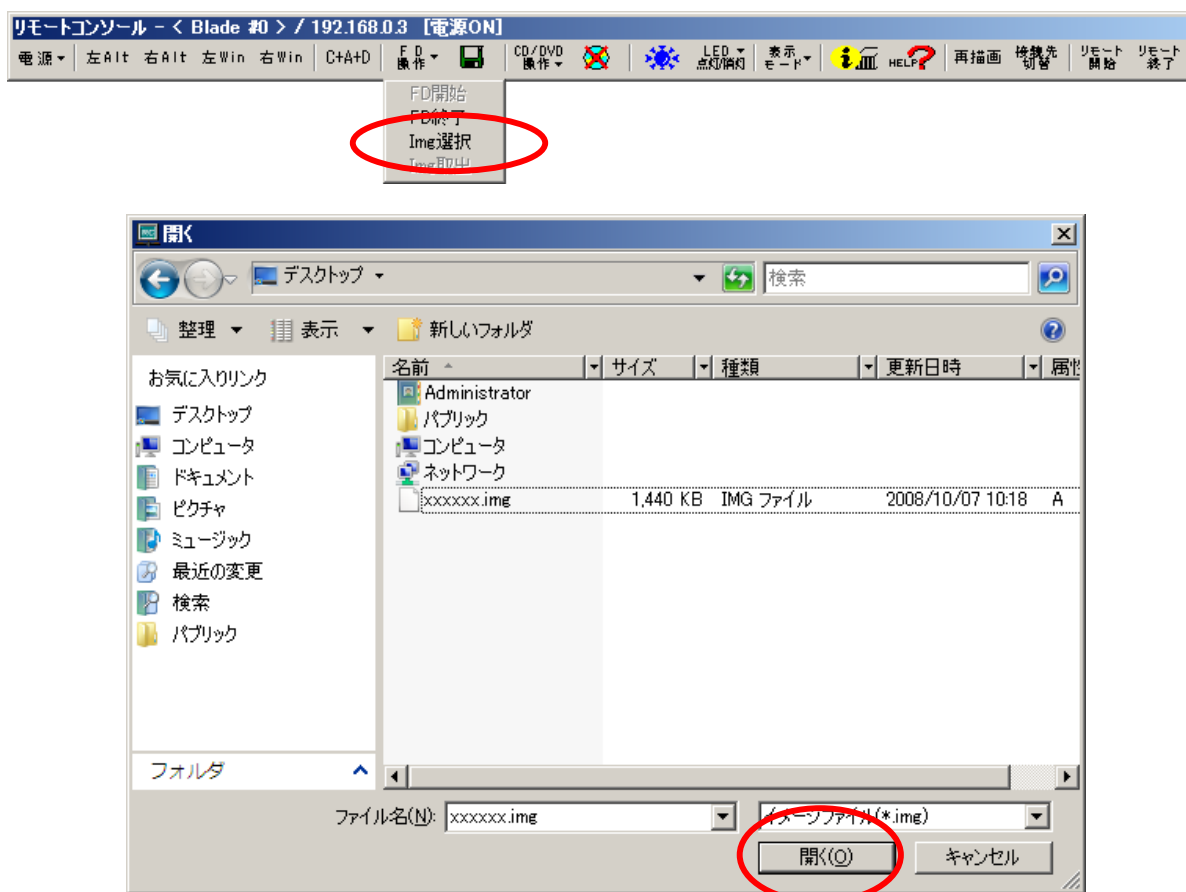 リモートコンソール - < Blade #0 > / 192.168.0.3 [電源ON]
電源 左Alt 右Alt 左Win 右Win C+A+D FD操作 CD/DVD操作 LED点灯/消灯 表示モード HELP 再描画 接続先切替 リモート開始 リモート終了
FD開始
FD終了
Img選択
Img取出
開く
デスクトップ 検索
整理 表示 新しいフォルダ
お気に入りリンク 名前 サイズ 種類 更新日時 属性
デスクトップ Administrator
コンピュータ パブリック
ドキュメント コンピュータ
ピクチャ ネットワーク
ミュージック xxxxxx.img 1,440 KB IMG ファイル 2008/10/07 10:18 A
最近の変更
検索
パブリック
フォルダ
ファイル名(N): xxxxxx.img イメージファイル(*.img)
開く(O) キャンセル